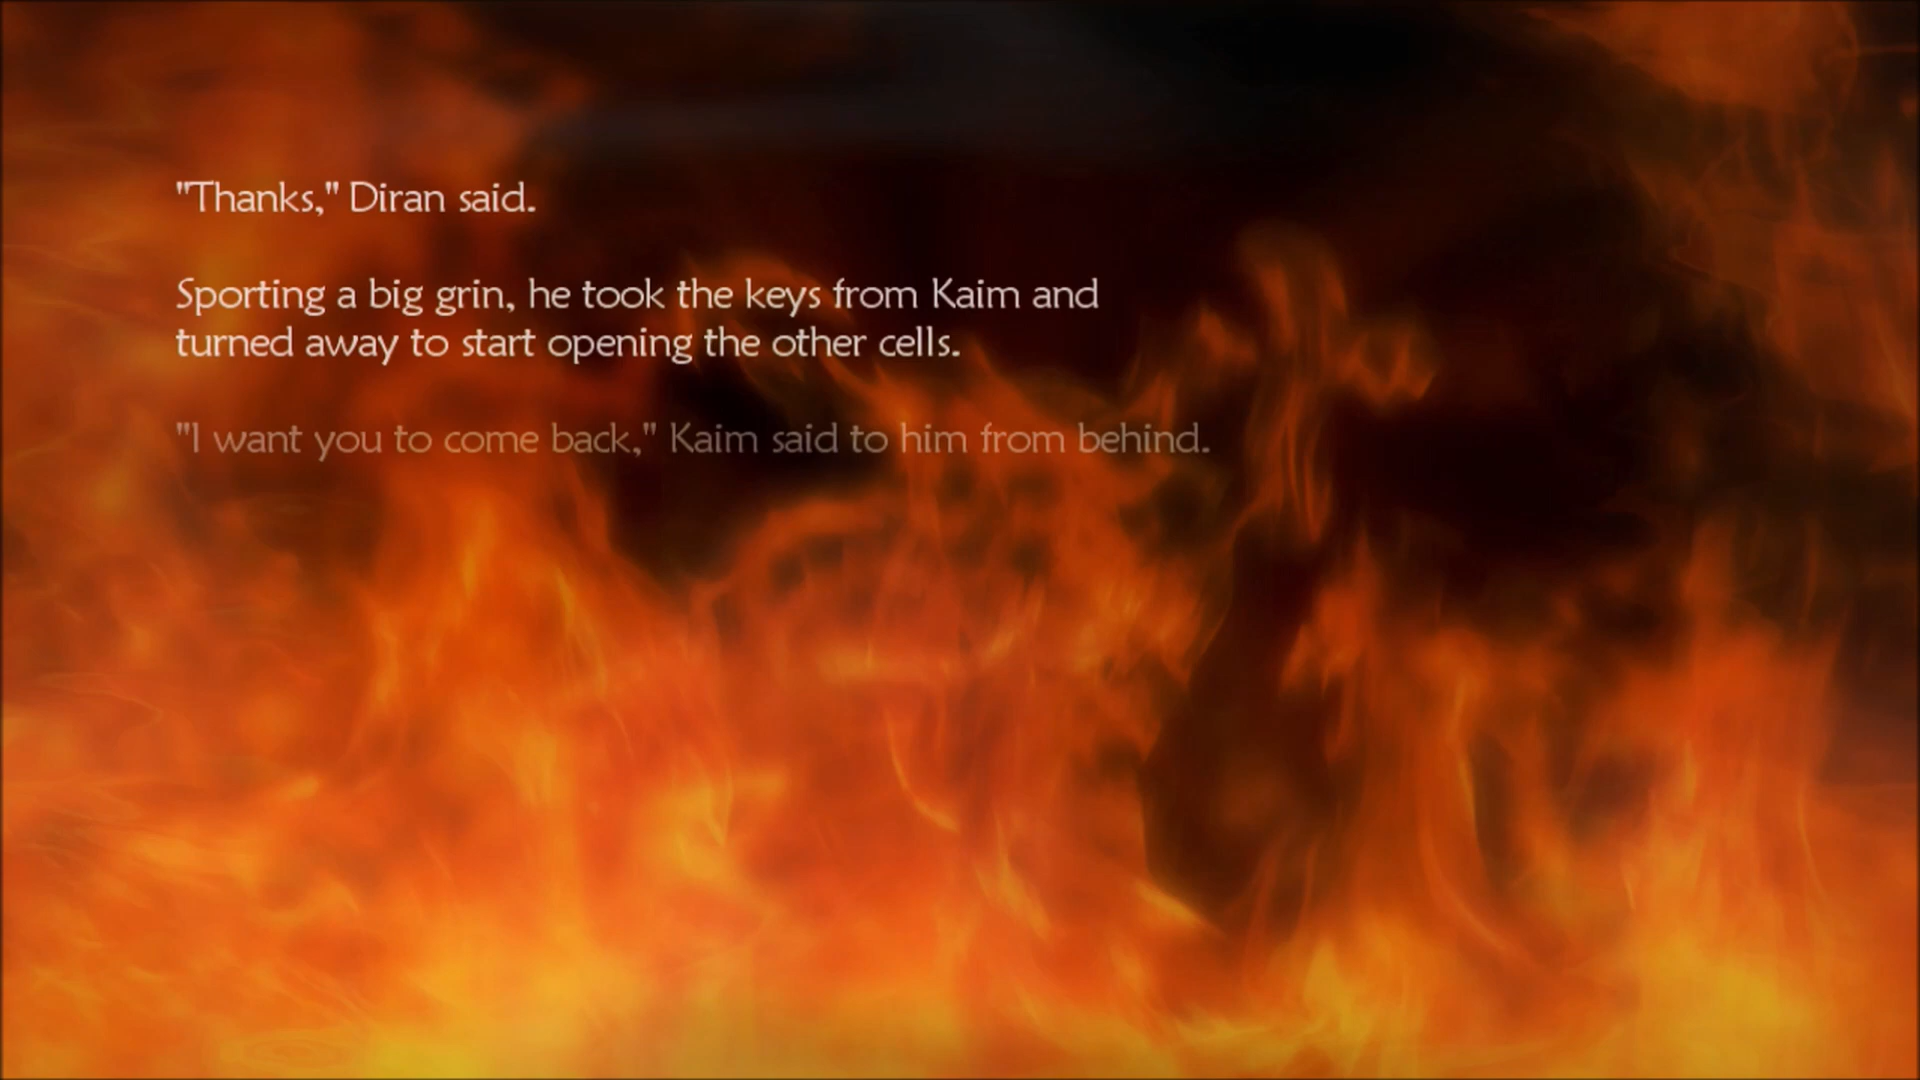 "Thanks," Diran said.
Sporting a big grin, he took the keys from Kaim and
turned away to start opening the other cells.
"I want you to come back," Kaim said to him from behind.